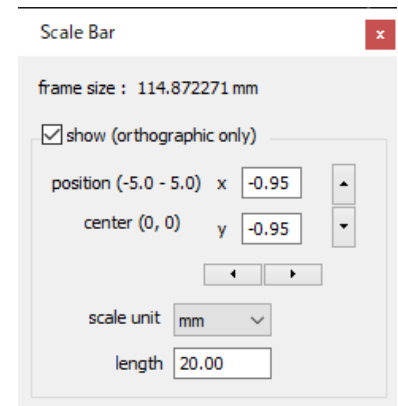 Scale Bar
x
frame size : 114.872271 mm
show (orthographic only)
position (-5.0 - 5.0) x -0.95
center (0, 0) y -0.95
scale unit mm
length 20.00